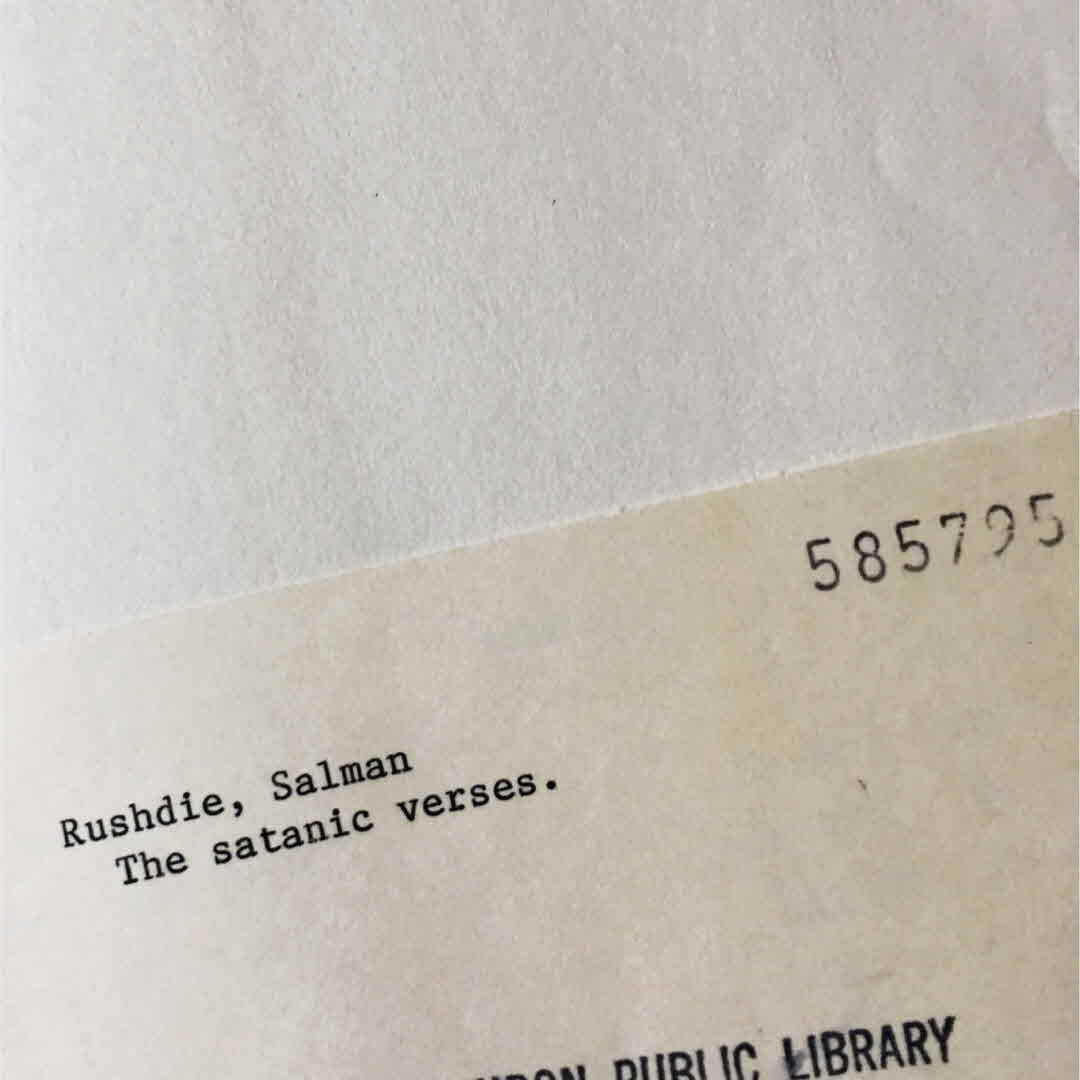 585795
Rushdie, Salman
The satanic verses.
PUBLIC LIBRARY